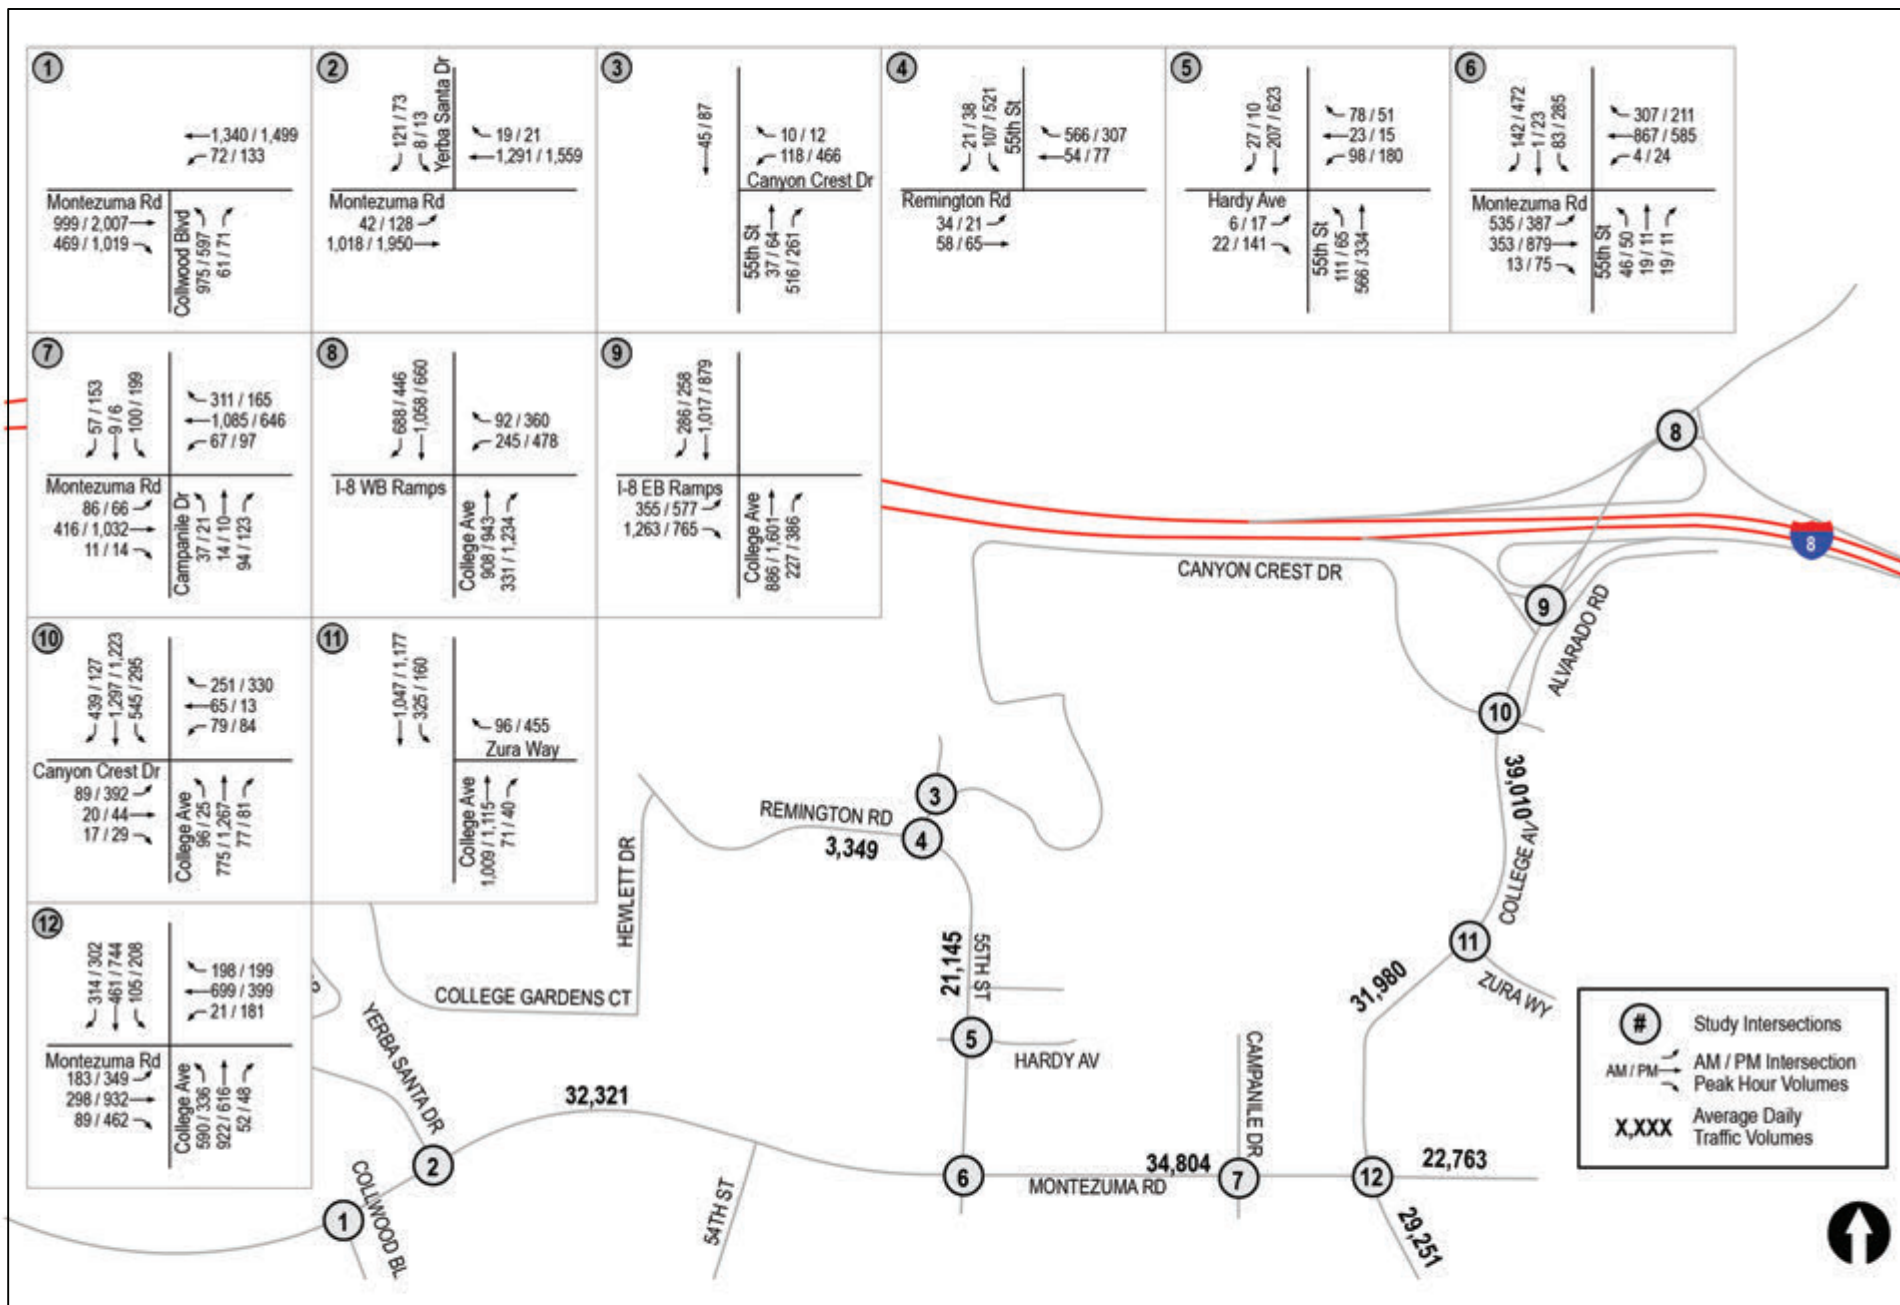 1
1,340 / 1,499
72 / 133
Montezuma Rd
999 / 2,007
469 / 1,019
Collwood Blvd
975 / 597
61 / 71
2
121 / 73
8 / 13
Yerba Santa Dr
19 / 21
1,291 / 1,559
Montezuma Rd
42 / 128
1,018 / 1,950
3
45 / 87
10 / 12
118 / 466
Canyon Crest Dr
55th St
37 / 64
516 / 261
4
21 / 38
107 / 521
55th St
566 / 307
54 / 77
Remington Rd
34 / 21
58 / 65
5
27 / 10
207 / 623
78 / 51
23 / 15
98 / 180
Hardy Ave
6 / 17
22 / 141
55th St
111 / 65
566 / 334
6
142 / 472
1 / 23
83 / 285
307 / 211
867 / 585
4 / 24
Montezuma Rd
535 / 387
353 / 879
13 / 75
55th St
46 / 50
19 / 11
19 / 11
7
57 / 153
9 / 6
100 / 199
311 / 165
1,085 / 646
67 / 97
Montezuma Rd
86 / 66
416 / 1,032
11 / 14
Campanile Dr
37 / 21
14 / 10
94 / 123
8
688 / 446
1,058 / 660
92 / 360
245 / 478
I-8 WB Ramps
College Ave
908 / 943
331 / 1,234
9
286 / 258
1,017 / 879
I-8 EB Ramps
355 / 577
1,263 / 765
College Ave
886 / 1,601
227 / 386
10
439 / 127
1,297 / 1,223
545 / 295
251 / 330
65 / 13
79 / 84
Canyon Crest Dr
89 / 392
20 / 44
17 / 29
College Ave
96 / 25
775 / 1,267
77 / 81
11
1,047 / 1,177
325 / 160
96 / 455
Zura Way
College Ave
1,009 / 1,115
71 / 40
12
314 / 302
461 / 744
105 / 208
198 / 199
699 / 399
21 / 181
Montezuma Rd
183 / 349
298 / 932
89 / 462
College Ave
590 / 336
922 / 616
52 / 48
8
8
CANYON CREST DR
9
ALVARADO RD
10
39,010
COLLEGE AV
3
REMINGTON RD
4
3,349
HEWLETT DR
11
ZURA WY
31,980
21,145
55TH ST
COLLEGE GARDENS CT
YERBA SANTA DR
5
HARDY AV
CAMPANILE DR
32,321
2
6
34,804
7
MONTEZUMA RD
12
22,763
29,251
54TH ST
1
COLLWOOD BL
# Study Intersections
AM / PM
AM / PM Intersection
Peak Hour Volumes
X,XXX
Average Daily
Traffic Volumes